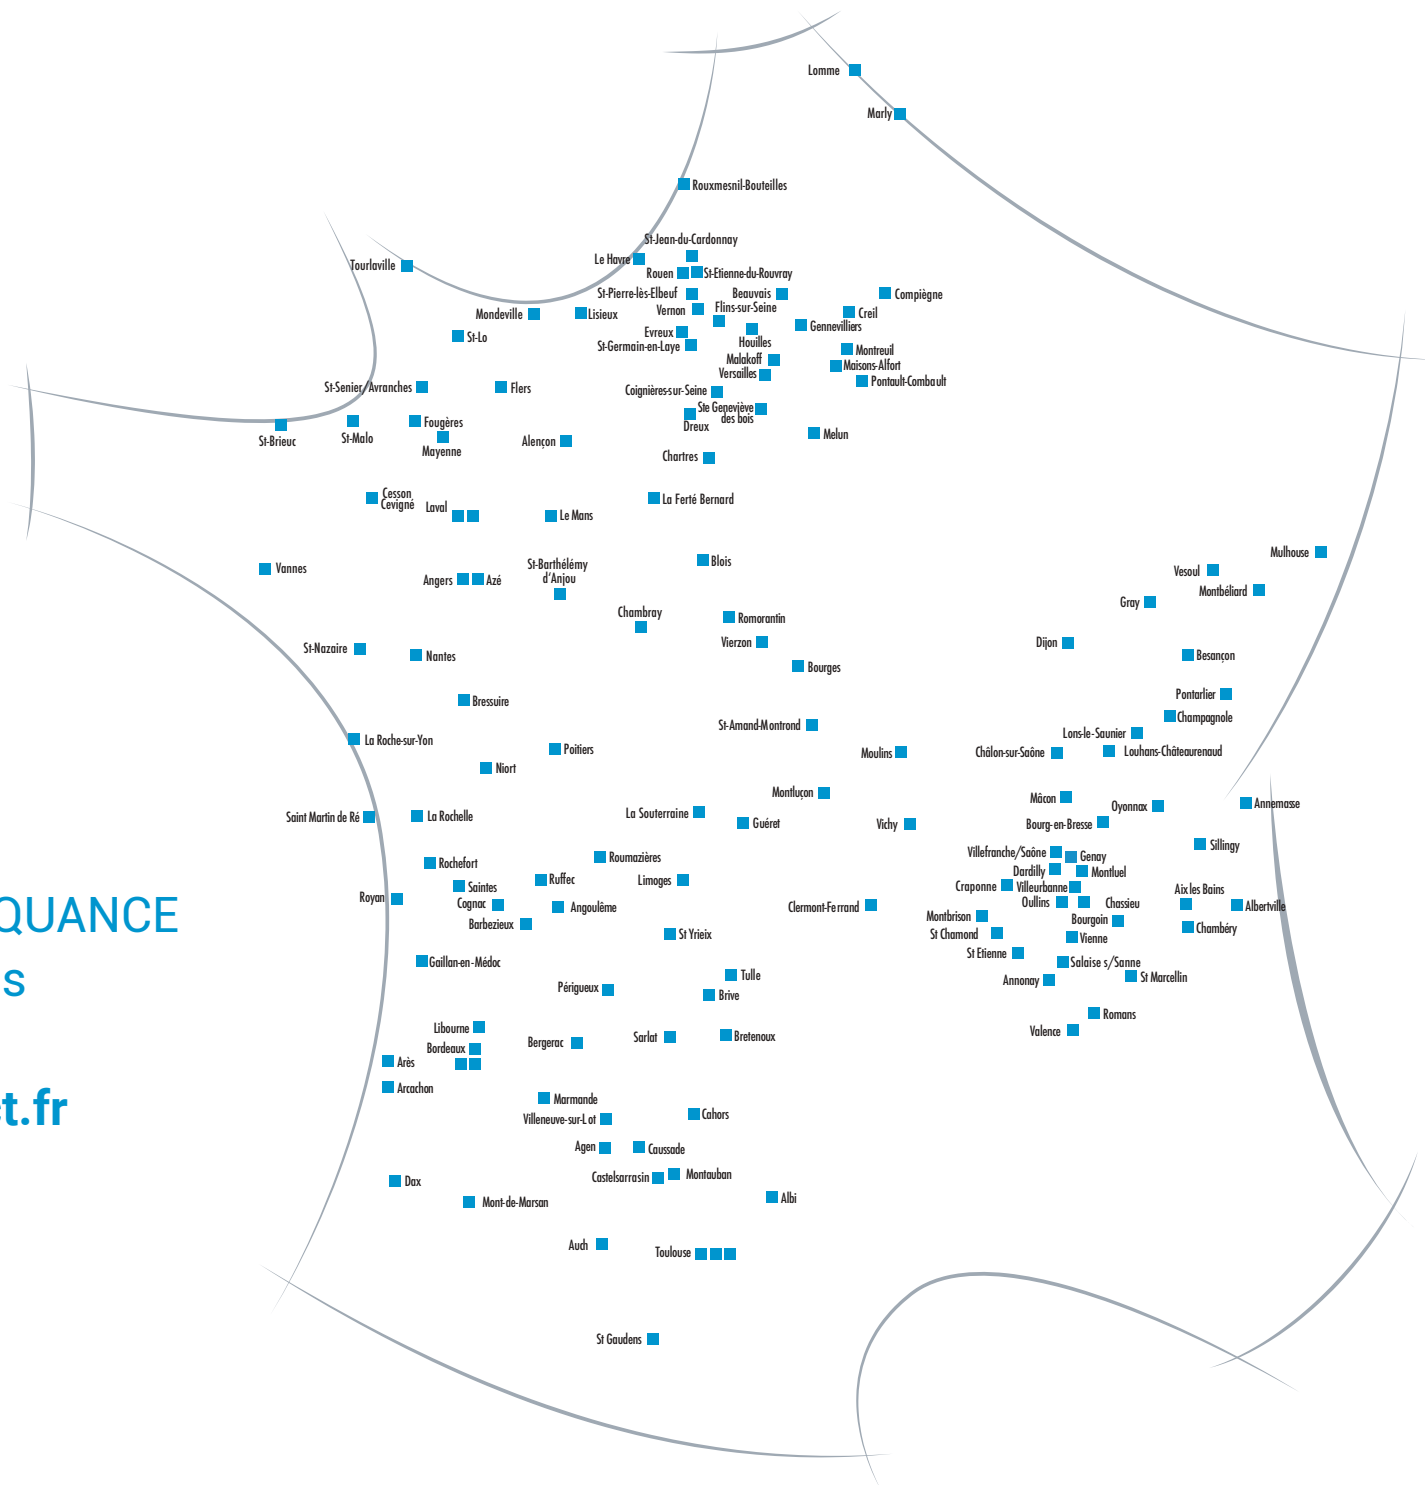 Lomme
Marly
Rouxmesnil-Bouteilles
St-Jean-du-Cardonnay
Le Havre
Tourlaville
Rouen
St-Etienne-du-Rouvray
St-Pierre-lès-Elbeuf
Beauvais
Compiègne
Vernon
Flins-sur-Seine
Mondeville
Lisieux
Creil
Gennevilliers
St-Lo
Evreux
Houilles
St-Germain-en-Laye
Montreuil
Malakoff
Maisons-Alfort
Versailles
Pontault-Combault
St-Senier/Avranches
Flers
Coignières-sur-Seine
Ste Geneviève
des bois
Dreux
St-Brieuc
St-Malo
Fougères
Mayenne
Alençon
Melun
Chartres
Cesson
Cevigné
Laval
La Ferté Bernard
Le Mans
Mulhouse
Vannes
St-Barthélémy
d'Anjou
Blois
Vesoul
Angers
Azé
Montbéliard
Gray
Chambray
Romorantin
Vierzon
Dijon
St-Nazaire
Nantes
Besançon
Bourges
Pontarlier
Bressuire
Champagnole
St-Amand-Montrond
Lons-le-Saunier
La Roche-sur-Yon
Poitiers
Moulins
Châlon-sur-Saône
Louhans-Châteaurenaud
Niort
Montluçon
Mâcon
Oyonnax
Annemasse
Saint Martin de Ré
La Rochelle
La Souterraine
Guéret
Vichy
Bourg-en-Bresse
Sillingy
Villefranche/Saône
Genay
Rochefort
Roumazières
Dardilly
Montluel
Saintes
Ruffec
Limoges
Craponne
Villeurbanne
Aix les Bains
Royan
Cognac
Angoulême
Clermont-Ferrand
Oullins
Chassieu
Albertville
Barbezieux
Montbrison
Bourgoin
Chambéry
St Yrieix
St Chamond
Vienne
QUANCE
St Etienne
Gaillan-en-Médoc
Salaise s/Sanne
Tulle
Annonay
St Marcellin
s
Périgueux
Brive
Romans
Libourne
Valence
Bordeaux
Bergerac
Sarlat
Bretenoux
Arès
Arcachon
Marmande
t.fr
Villeneuve-sur-Lot
Cahors
Agen
Caussade
Castelsarrasin
Montauban
Dax
Mont-de-Marsan
Albi
Auch
Toulouse
St Gaudens